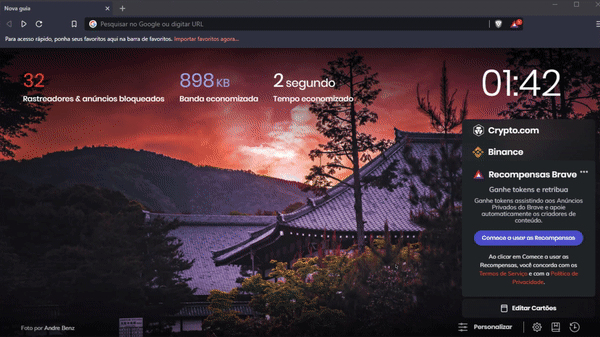 Nova guia
Pesquisar no Google ou digitar URL
Para acesso rápido, ponha seus favoritos aqui na barra de favoritos. Importar favoritos agora...
32
Rastreadores & anúncios bloqueados
898 KB
Banda economizada
2 segundo
Tempo economizado
01:42
Crypto.com
Binance
Recompensas Brave
Ganhe tokens e retribua
Ganhe tokens assistindo aos Anúncios
Privados do Brave e apoie
automaticamente os criadores de
conteúdo.
Comece a usar as Recompensas
Ao clicar em Comece a usar as
Recompensas, você concorda com os
Termos de Serviço e com a Política de
Privacidade.
Editar Cartões
Foto por Andre Benz
Personalizar